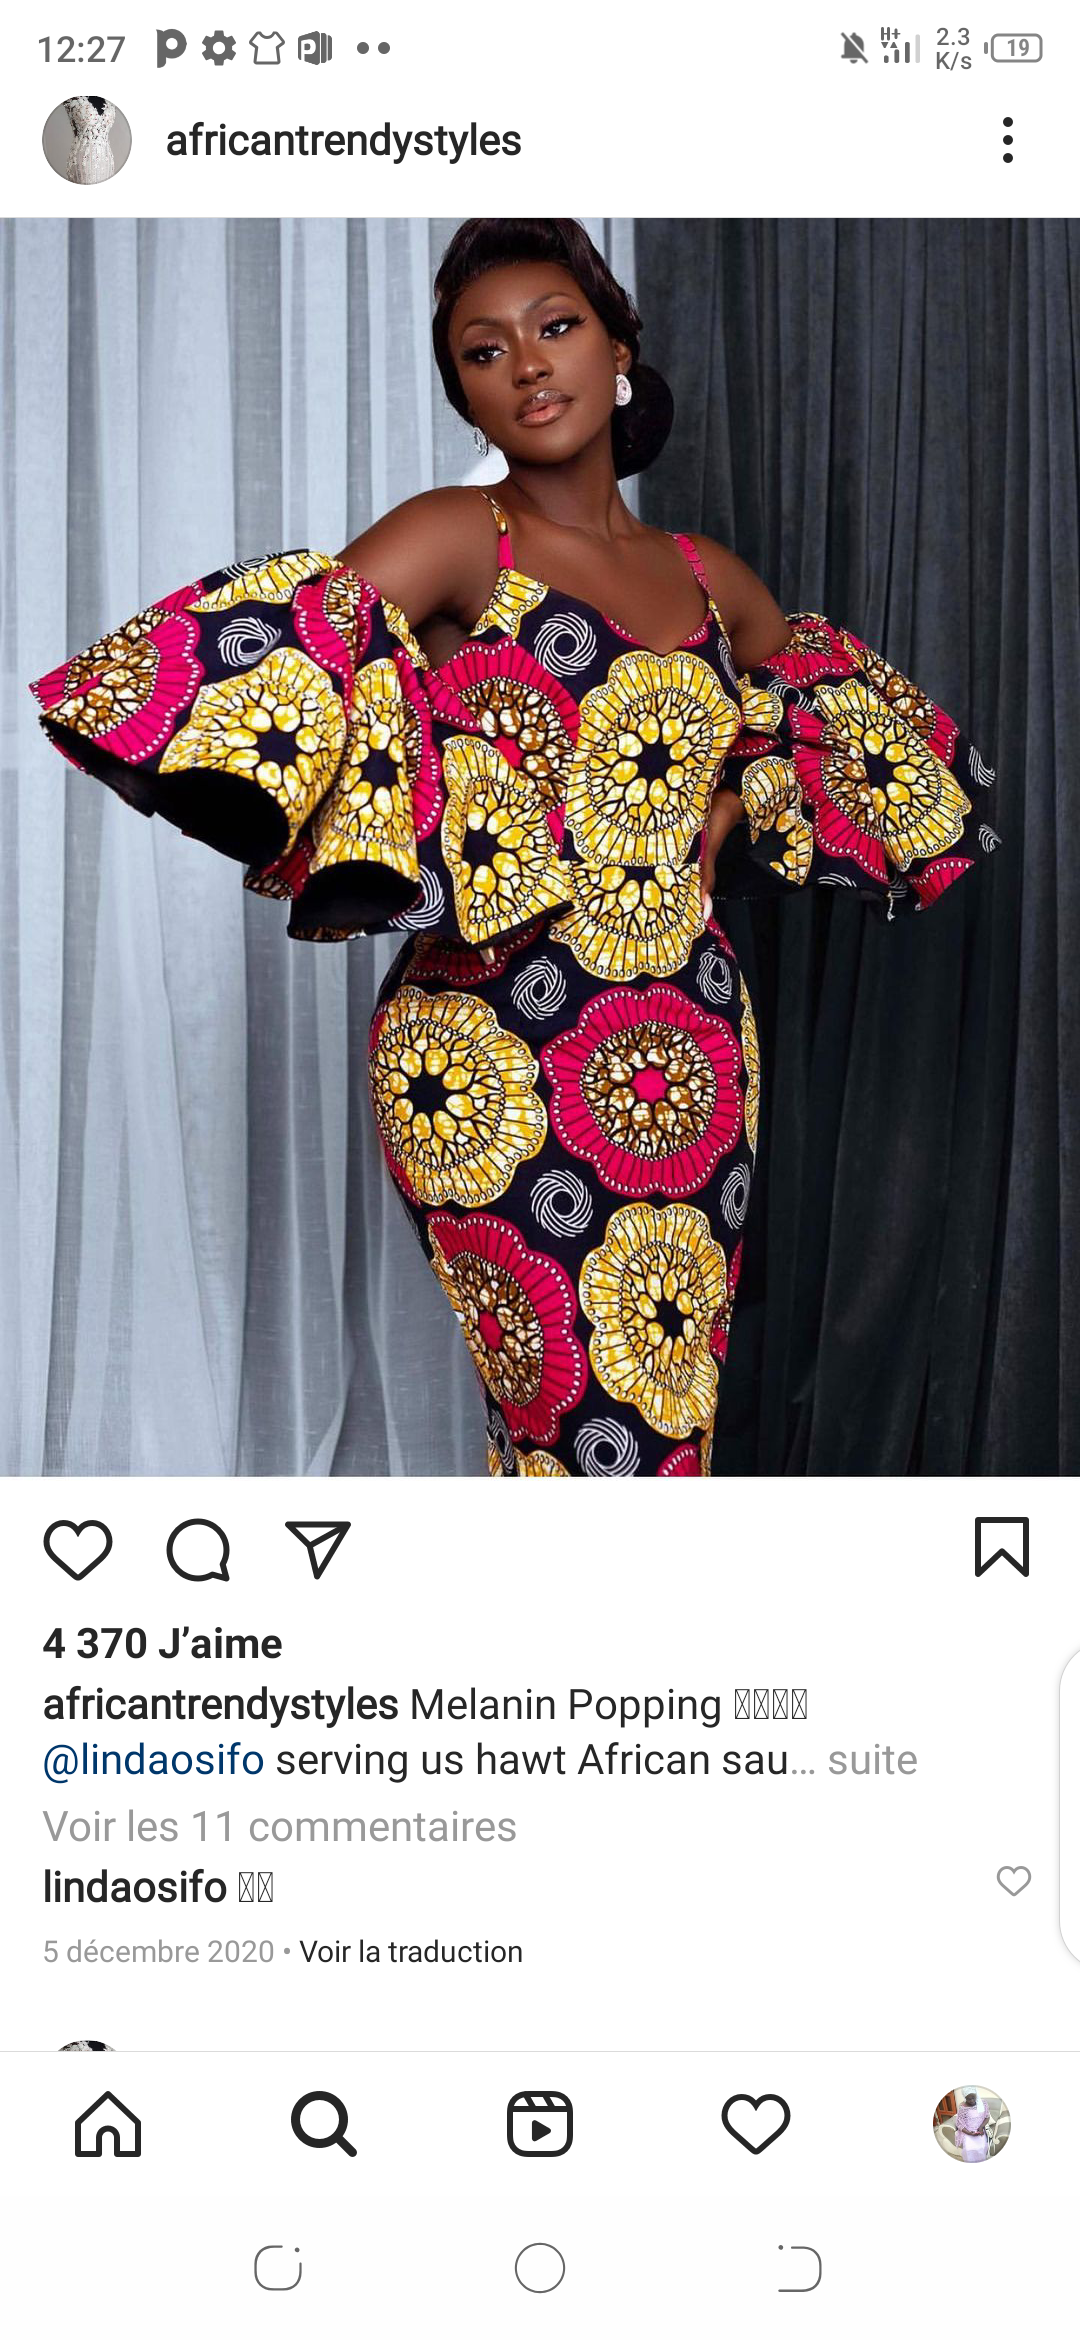 12:27 H+ 2.3 K/s 19
africantrendystyles
4 370 J’aime
africantrendystyles Melanin Popping
@lindaosifo serving us hawt African sau... suite
Voir les 11 commentaires
lindaosifo
5 décembre 2020 • Voir la traduction